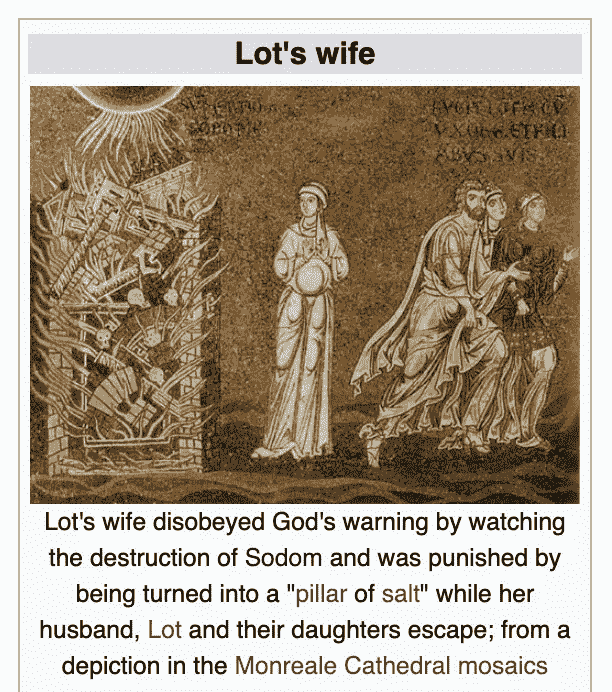 Lot's wife
Lot's wife disobeyed God's warning by watching
the destruction of Sodom and was punished by
being turned into a "pillar of salt" while her
husband, Lot and their daughters escape; from a
depiction in the Monreale Cathedral mosaics